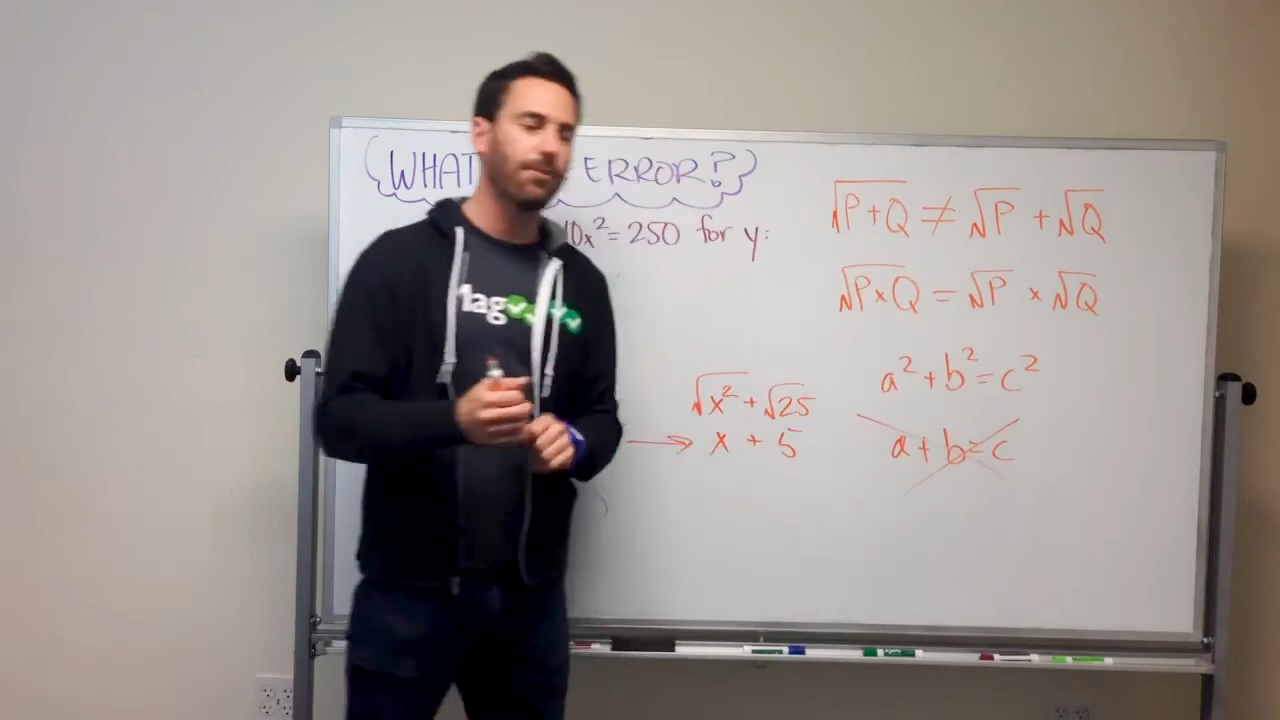 WHAT ERROR?
10x² = 250 for y:
√x² + √25
x + 5
√P+Q ≠ √P + √Q
√P×Q = √P × √Q
a² + b² = c²
a + b = c